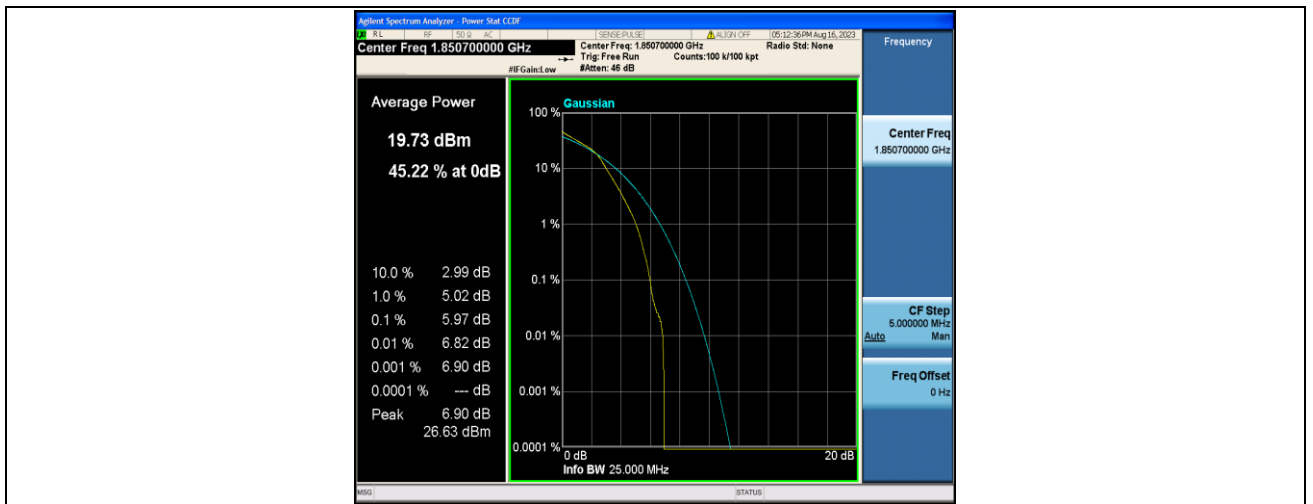 Agilent Spectrum Analyzer - Power Stat CCDF
RL RF 50 Ω AC SENSE:PULSE ALIGN OFF 05:12:36 PM Aug 16, 2023
Center Freq 1.850700000 GHz
Center Freq: 1.850700000 GHz Radio Std: None
Trig: Free Run Counts:100 k/100 kpt
#IFGain:Low #Atten: 46 dB
Frequency
Average Power
19.73 dBm
45.22 % at 0dB
10.0 % 2.99 dB
1.0 % 5.02 dB
0.1 % 5.97 dB
0.01 % 6.82 dB
0.001 % 6.90 dB
0.0001 % --- dB
Peak 6.90 dB
26.63 dBm
Gaussian
100 %
10 %
1 %
0.1 %
0.01 %
0.001 %
0.0001 %
0 dB 20 dB
Info BW 25.000 MHz
Center Freq
1.850700000 GHz
CF Step
5.000000 MHz
Auto Man
Freq Offset
0 Hz
MSG STATUS